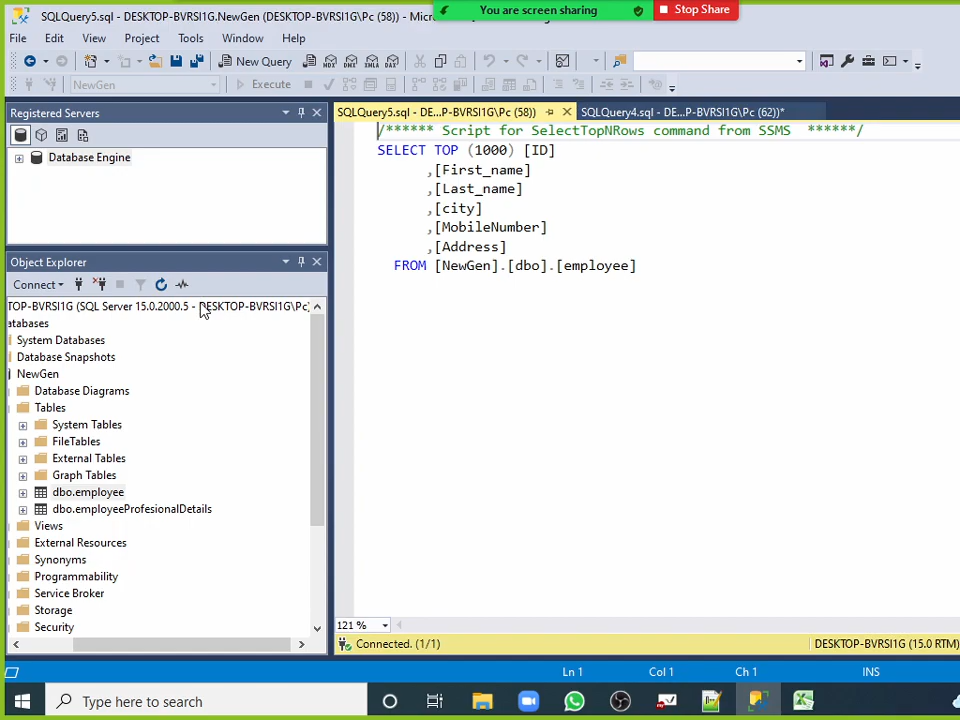 SQLQuery5.sql - DESKTOP-BVRSI1G.NewGen (DESKTOP-BVRSI1G\Pc (58)) - Micr
You are screen sharing
Stop Share
File Edit View Project Tools Window Help
New Query
MDX DMX XMLA DAX
NewGen
Execute
Registered Servers
Database Engine
SQLQuery5.sql - DE...P-BVRSI1G\Pc (58))
SQLQuery4.sql - DE...P-BVRSI1G\Pc (62))*
/****** Script for SelectTopNRows command from SSMS ******/
SELECT TOP (1000) [ID]
,[First_name]
,[Last_name]
,[city]
,[MobileNumber]
,[Address]
FROM [NewGen].[dbo].[employee]
Object Explorer
Connect
TOP-BVRSI1G (SQL Server 15.0.2000.5 - DESKTOP-BVRSI1G\Pc)
atabases
System Databases
Database Snapshots
NewGen
Database Diagrams
Tables
System Tables
FileTables
External Tables
Graph Tables
dbo.employee
dbo.employeeProfesionalDetails
Views
External Resources
Synonyms
Programmability
Service Broker
Storage
Security
121 %
Connected. (1/1)
DESKTOP-BVRSI1G (15.0 RTM)
Ln 1 Col 1 Ch 1 INS
Type here to search